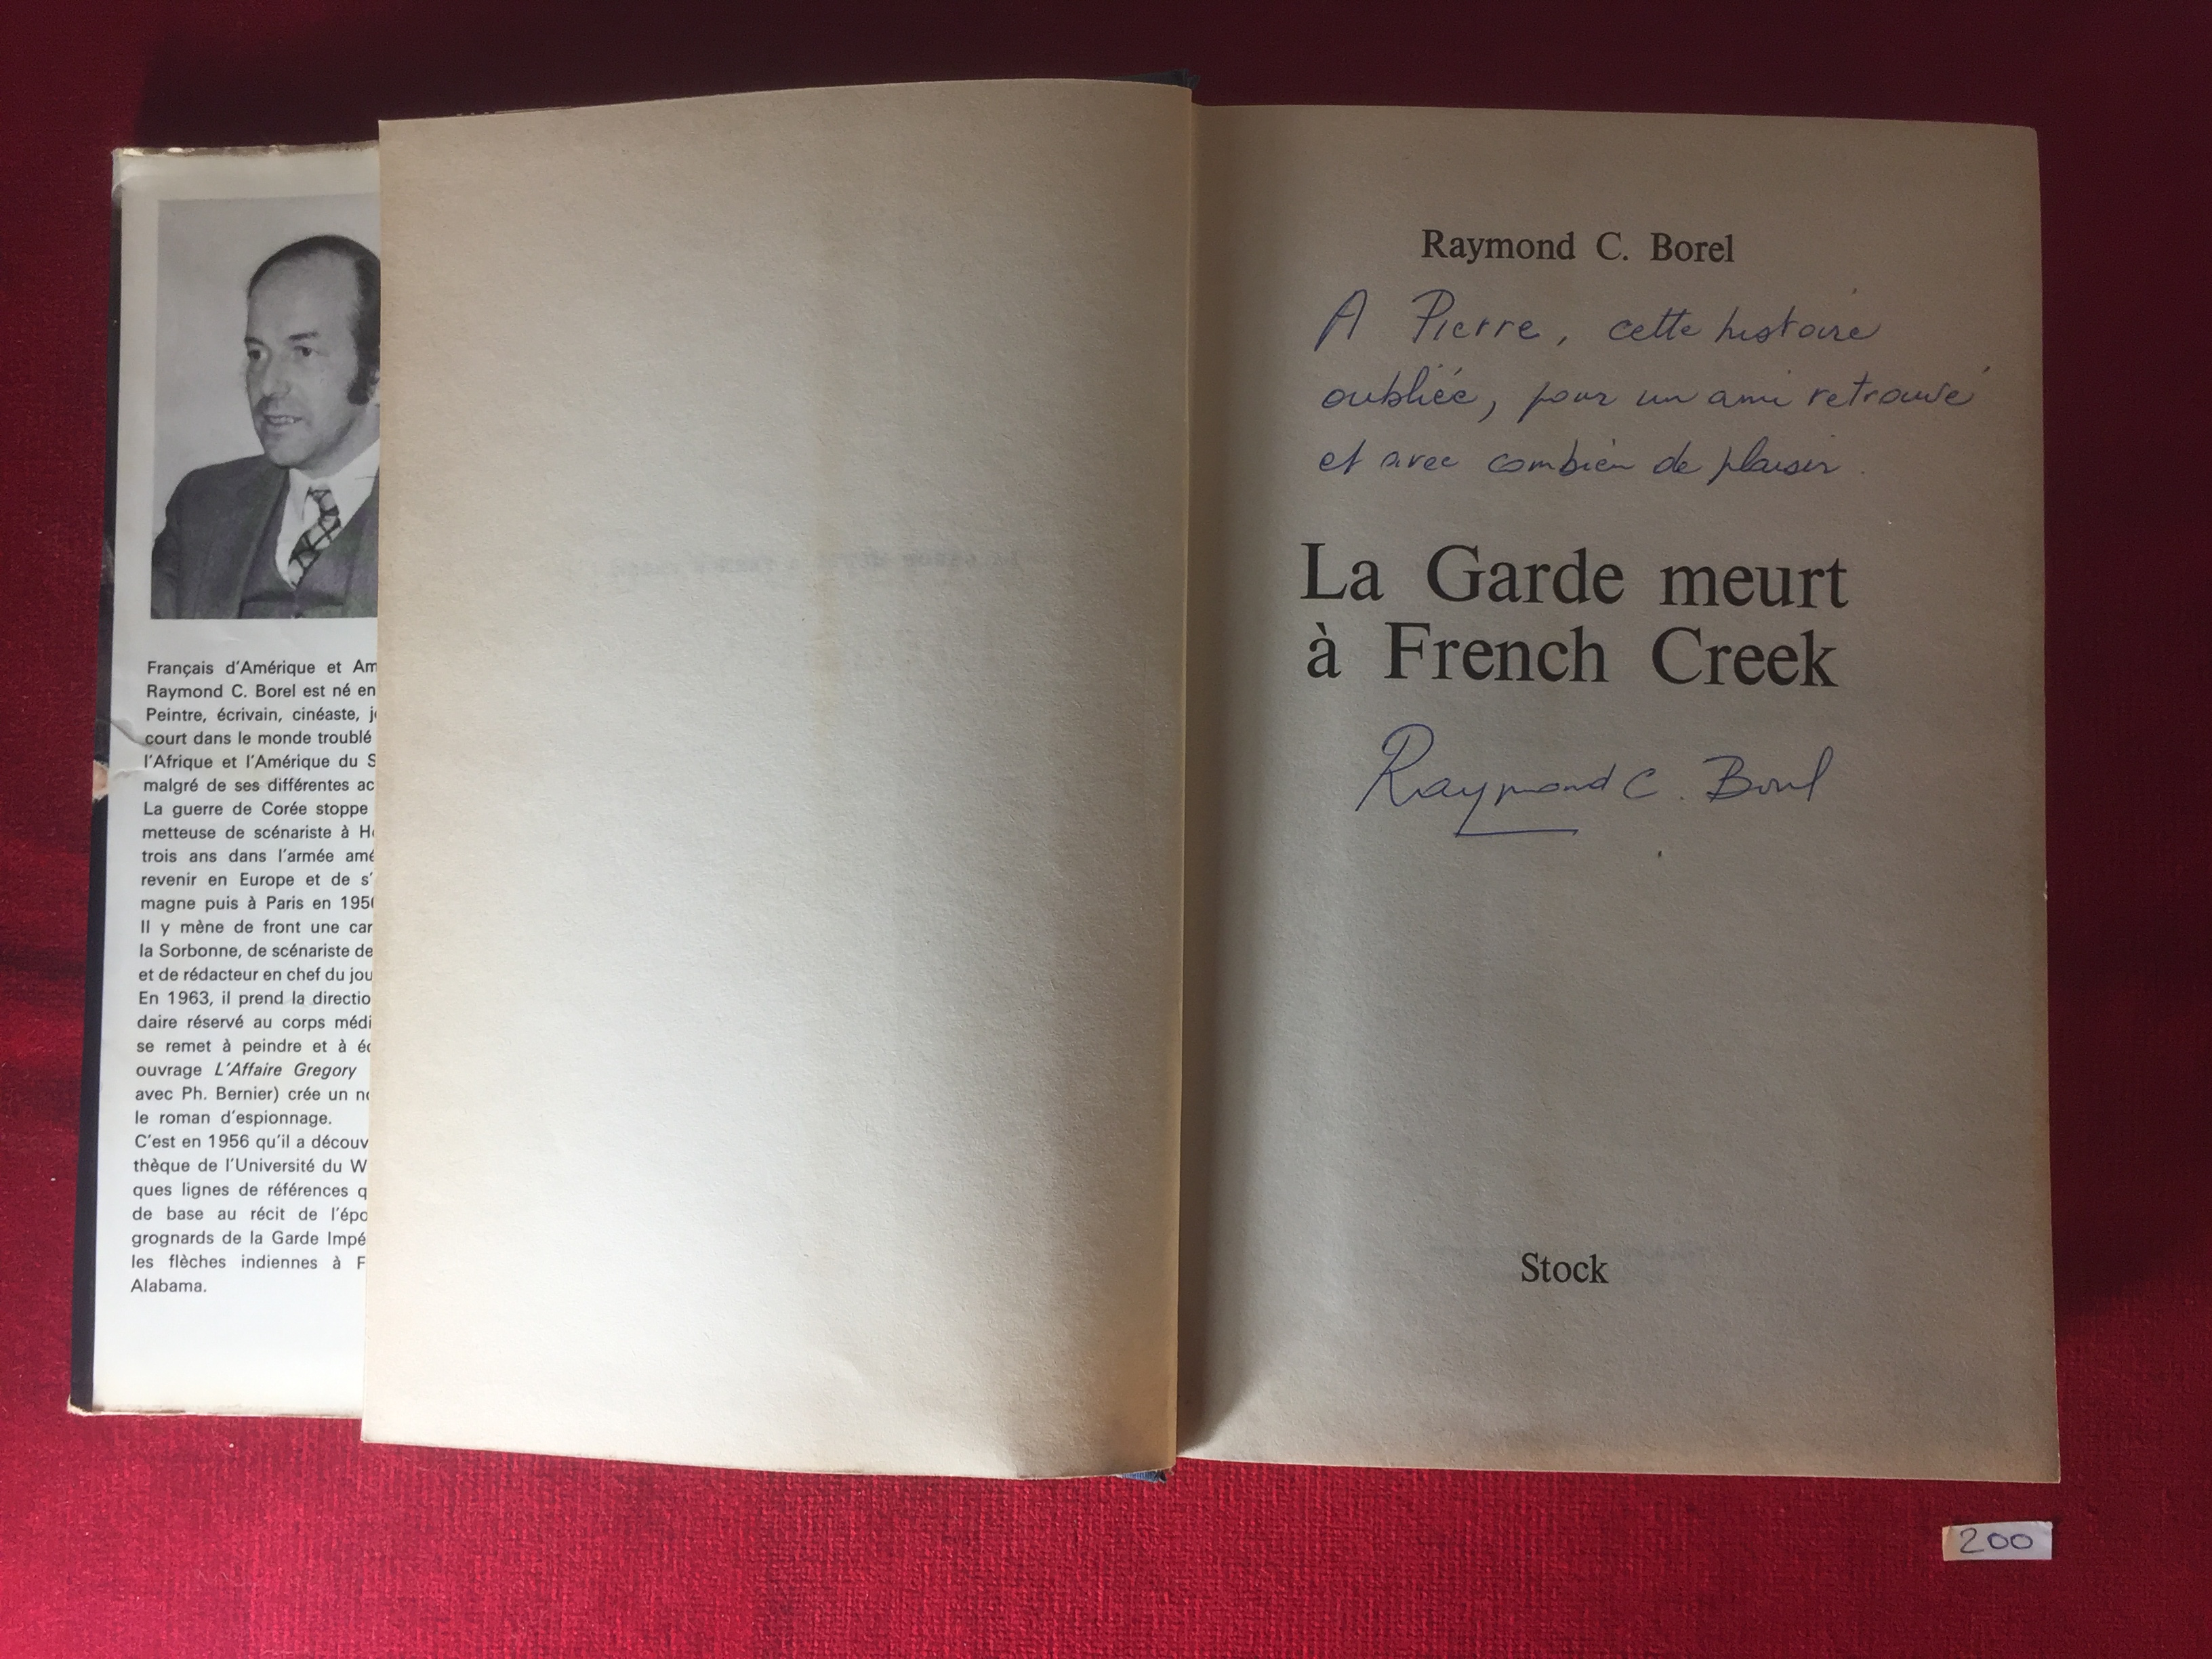 Français d'Amérique et Am
Raymond C. Borel est né en
Peintre, écrivain, cinéaste, j
court dans le monde troublé
l'Afrique et l'Amérique du S
malgré de ses différentes ac
La guerre de Corée stoppe
metteuse de scénariste à H
trois ans dans l'armée amé
revenir en Europe et de s'
magne puis à Paris en 1956
Il y mène de front une car
la Sorbonne, de scénariste de
et de rédacteur en chef du jou
En 1963, il prend la directio
daire réservé au corps médi
se remet à peindre et à éc
ouvrage L'Affaire Gregory
avec Ph. Bernier) crée un no
le roman d'espionnage.
C'est en 1956 qu'il a découv
thèque de l'Université du W
ques lignes de références q
de base au récit de l'épo
grognards de la Garde Impé
les flèches indiennes à F
Alabama.
Raymond C. Borel
A Pierre, cette histoire
oubliée, pour un ami retrouvé
et avec combien de plaisir.
La Garde meurt
à French Creek
Raymond C. Borel
Stock
200